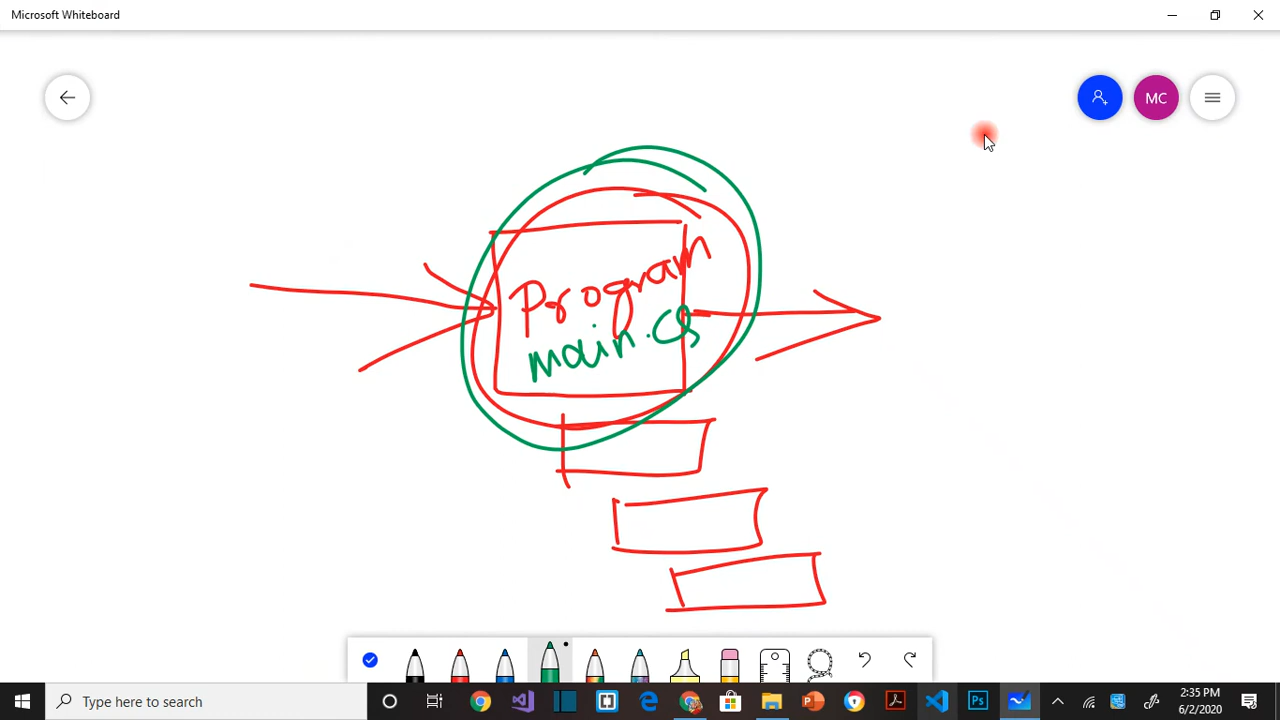 Microsoft Whiteboard
MC
Program
main.cs
Type here to search
2:35 PM
6/2/2020